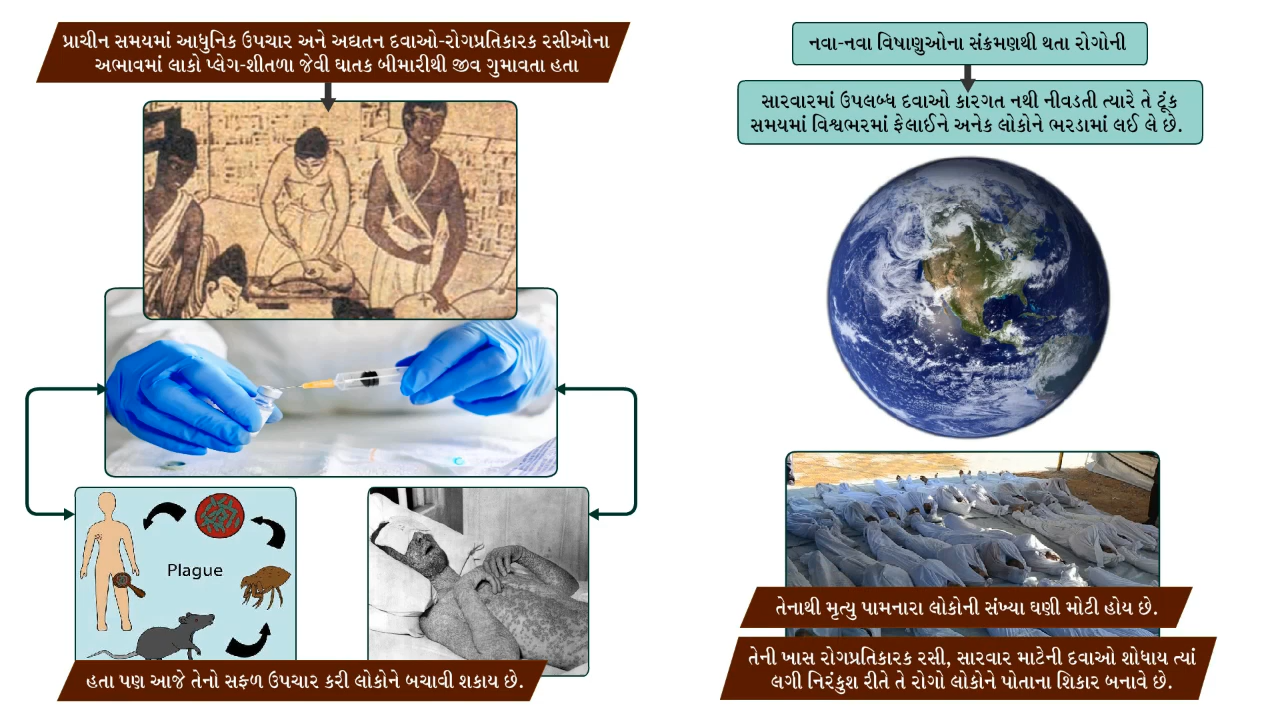 પ્રાચીન સમયમાં આધુનિક ઉપચાર અને અદ્યતન દવાઓ-રોગપ્રતિકારક રસીઓના
અભાવમાં લાકો પ્લેગ-શીતળા જેવી ઘાતક બીમારીથી જીવ ગુમાવતા હતા
Plague
હતા પણ આજે તેનો સફળ ઉપચાર કરી લોકોને બચાવી શકાય છે.
નવા-નવા વિષાણુઓના સંક્રમણથી થતા રોગોની
સારવારમાં ઉપલબ્ધ દવાઓ કારગત નથી નીવડતી ત્યારે તે ટૂંક
સમયમાં વિશ્વભરમાં ફેલાઈને અનેક લોકોને ભરડામાં લઈ લે છે.
તેનાથી મૃત્યુ પામનારા લોકોની સંખ્યા ઘણી મોટી હોય છે.
તેની ખાસ રોગપ્રતિકારક રસી, સારવાર માટેની દવાઓ શોધાય ત્યાં
લગી નિરંકુશ રીતે તે રોગો લોકોને પોતાના શિકાર બનાવે છે.